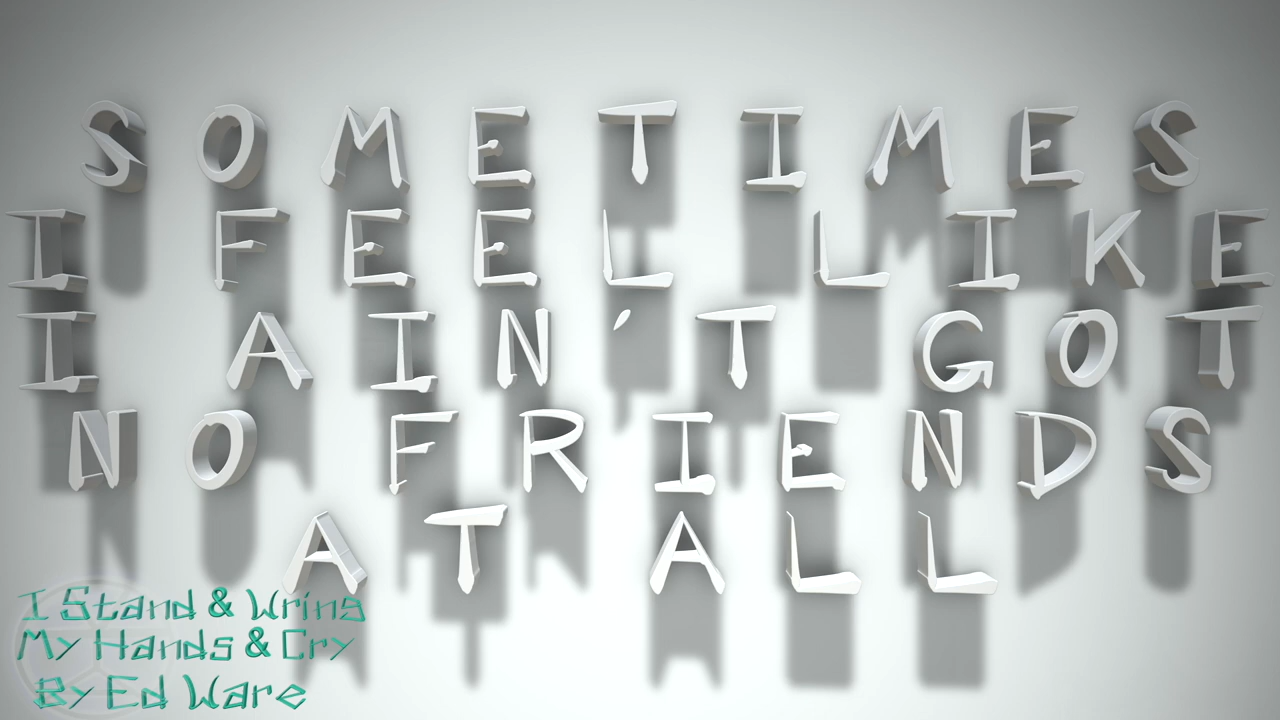 SOMETIMES
I FEEL LIKE
I AIN'T GOT
NO FRIENDS
AT ALL
I Stand & Wring
My Hands & Cry
By Ed Ware